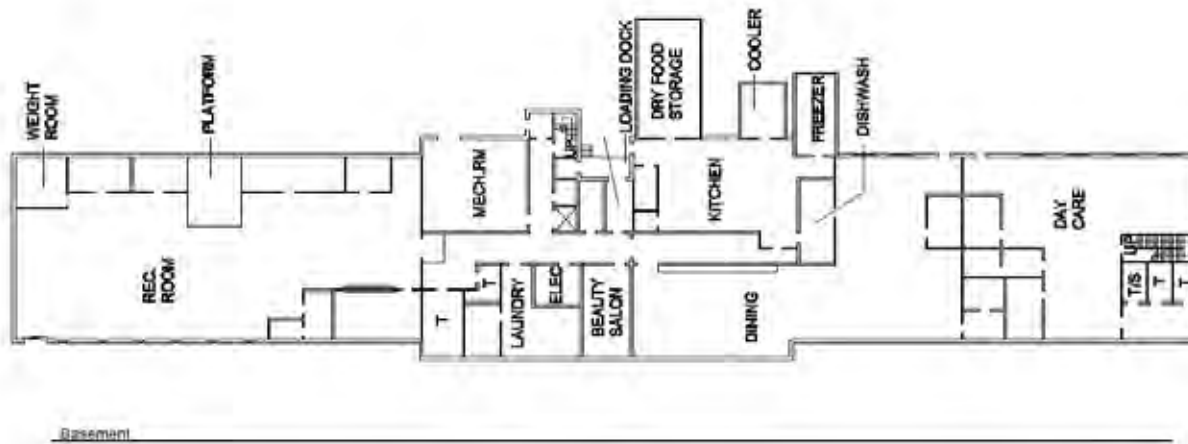 WEIGHT
ROOM
PLATFORM
REC.
ROOM
MECH.RM
UP
LOADING DOCK
DRY FOOD
STORAGE
COOLER
FREEZER
DISHWASH
KITCHEN
T
T
LAUNDRY
ELEC
BEALITY
SALON
DINING
DAY
CARE
UP
T/S
T
T
Basement